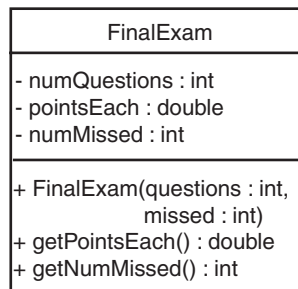 FinalExam
- numQuestions : int
- pointsEach : double
- numMissed : int
+ FinalExam(questions : int,
missed : int)
+ getPointsEach() : double
+ getNumMissed() : int